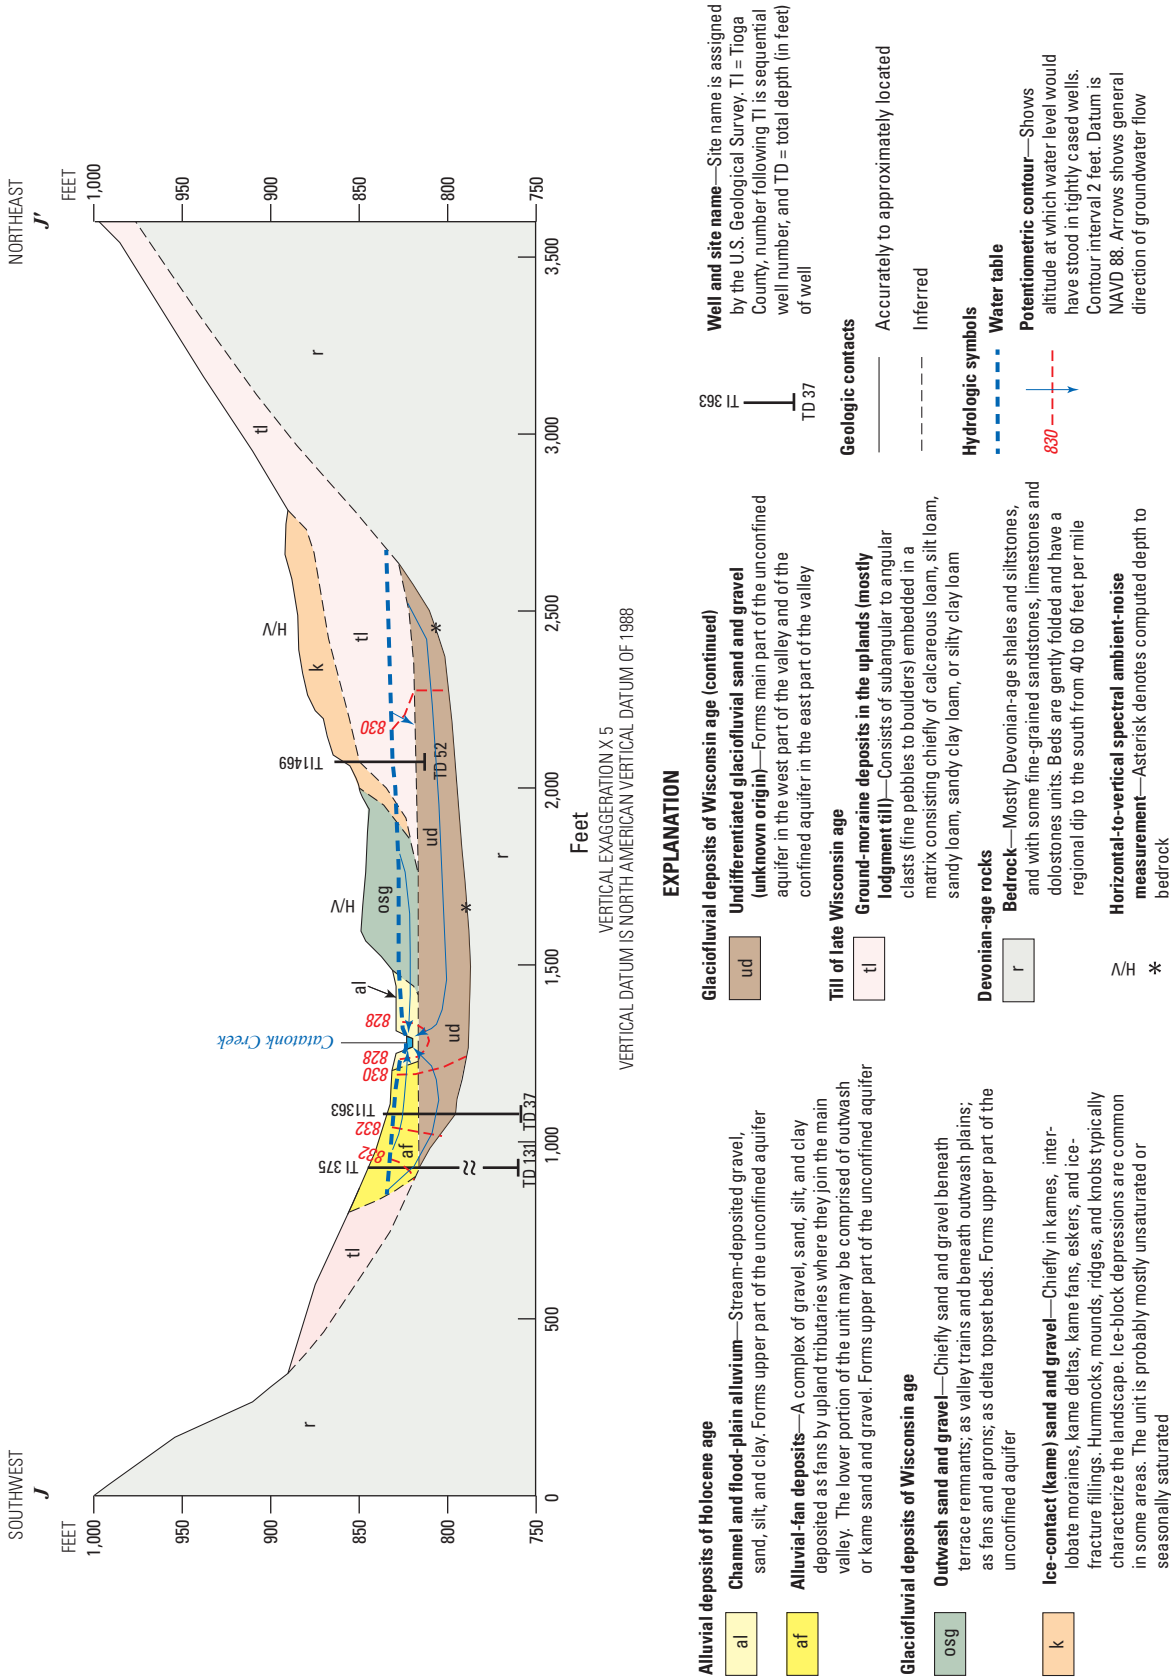 SOUTHWEST
J
FEET
1,000
950
900
850
800
750
NORTHEAST
J'
FEET
1,000
950
900
850
800
750
0
500
1,000
1,500
2,000
2,500
3,000
3,500
Feet
r
tl
af
TI 375
TD 131
TI1363
TD 37
832
832
830
828
828
Catatonk Creek
al
ud
osg
H/V
*
ud
r
TI1469
TD 52
k
H/V
830
tl
*
tl
r
VERTICAL EXAGGERATION X 5
VERTICAL DATUM IS NORTH AMERICAN VERTICAL DATUM OF 1988
EXPLANATION
Alluvial deposits of Holocene age
al
Channel and flood-plain alluvium—Stream-deposited gravel,
sand, silt, and clay. Forms upper part of the unconfined aquifer
af
Alluvial-fan deposits—A complex of gravel, sand, silt, and clay
deposited as fans by upland tributaries where they join the main
valley. The lower portion of the unit may be comprised of outwash
or kame sand and gravel. Forms upper part of the unconfined aquifer
Glaciofluvial deposits of Wisconsin age
osg
Outwash sand and gravel—Chiefly sand and gravel beneath
terrace remnants; as valley trains and beneath outwash plains;
as fans and aprons; as delta topset beds. Forms upper part of the
unconfined aquifer
k
Ice-contact (kame) sand and gravel—Chiefly in kames, inter-
lobate moraines, kame deltas, kame fans, eskers, and ice-
fracture fillings. Hummocks, mounds, ridges, and knobs typically
characterize the landscape. Ice-block depressions are common
in some areas. The unit is probably mostly unsaturated or
seasonally saturated
Glaciofluvial deposits of Wisconsin age (continued)
ud
Undifferentiated glaciofluvial sand and gravel
(unknown origin)—Forms main part of the unconfined
aquifer in the west part of the valley and of the
confined aquifer in the east part of the valley
Till of late Wisconsin age
tl
Ground-moraine deposits in the uplands (mostly
lodgment till)—Consists of subangular to angular
clasts (fine pebbles to boulders) embedded in a
matrix consisting chiefly of calcareous loam, silt loam,
sandy loam, sandy clay loam, or silty clay loam
Devonian-age rocks
r
Bedrock—Mostly Devonian-age shales and siltstones,
and with some fine-grained sandstones, limestones and
dolostones units. Beds are gently folded and have a
regional dip to the south from 40 to 60 feet per mile
H/V
*
Horizontal-to-vertical spectral ambient-noise
measurement—Asterisk denotes computed depth to
bedrock
TI 363
TD 37
Well and site name—Site name is assigned
by the U.S. Geological Survey. TI = Tioga
County, number following TI is sequential
well number, and TD = total depth (in feet)
of well
Geologic contacts
Accurately to approximately located
Inferred
Hydrologic symbols
Water table
830
Potentiometric contour—Shows
altitude at which water level would
have stood in tightly cased wells.
Contour interval 2 feet. Datum is
NAVD 88. Arrows shows general
direction of groundwater flow